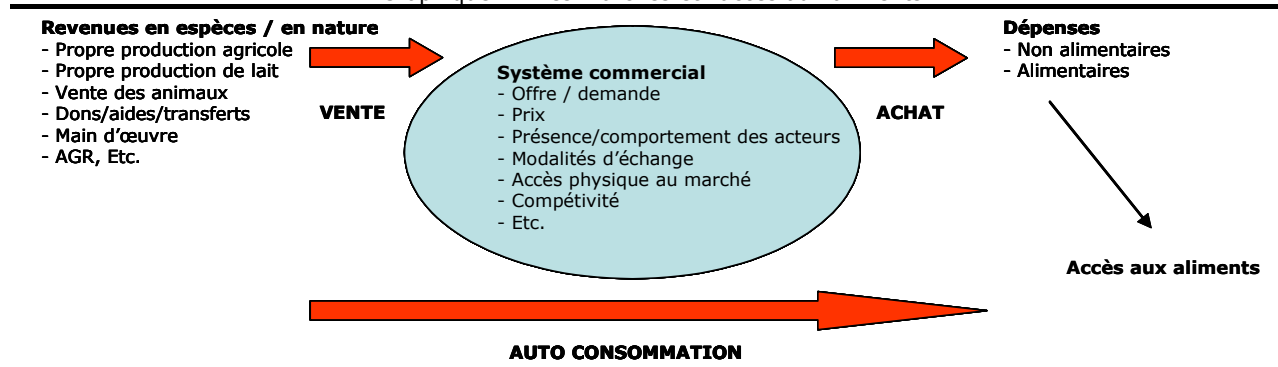 Revenues en espèces / en nature
- Propre production agricole
- Propre production de lait
- Vente des animaux
- Dons/aides/transferts
- Main d’œuvre
- AGR, Etc.
VENTE
Système commercial
- Offre / demande
- Prix
- Présence/comportement des acteurs
- Modalités d’échange
- Accès physique au marché
- Compétivité
- Etc.
ACHAT
Dépenses
- Non alimentaires
- Alimentaires
Accès aux aliments
AUTO CONSOMMATION